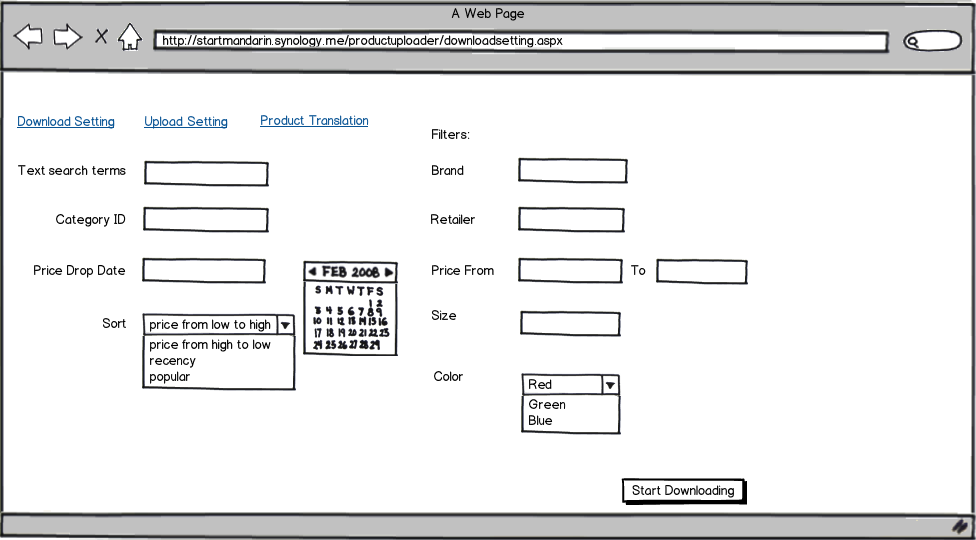 A Web Page
http://startmandarin.synology.me/productuploader/downloadsetting.aspx
Download Setting
Upload Setting
Product Translation
Filters:
Text search terms
Brand
Category ID
Retailer
Price Drop Date
FEB 2008
S M T W T F S
1 2
3 4 5 6 7 8 9
10 11 12 13 14 15 16
17 18 19 20 21 22 23
24 25 26 27 28 29
Price From
To
Sort
price from low to high
price from high to low
recency
popular
Size
Color
Red
Green
Blue
Start Downloading